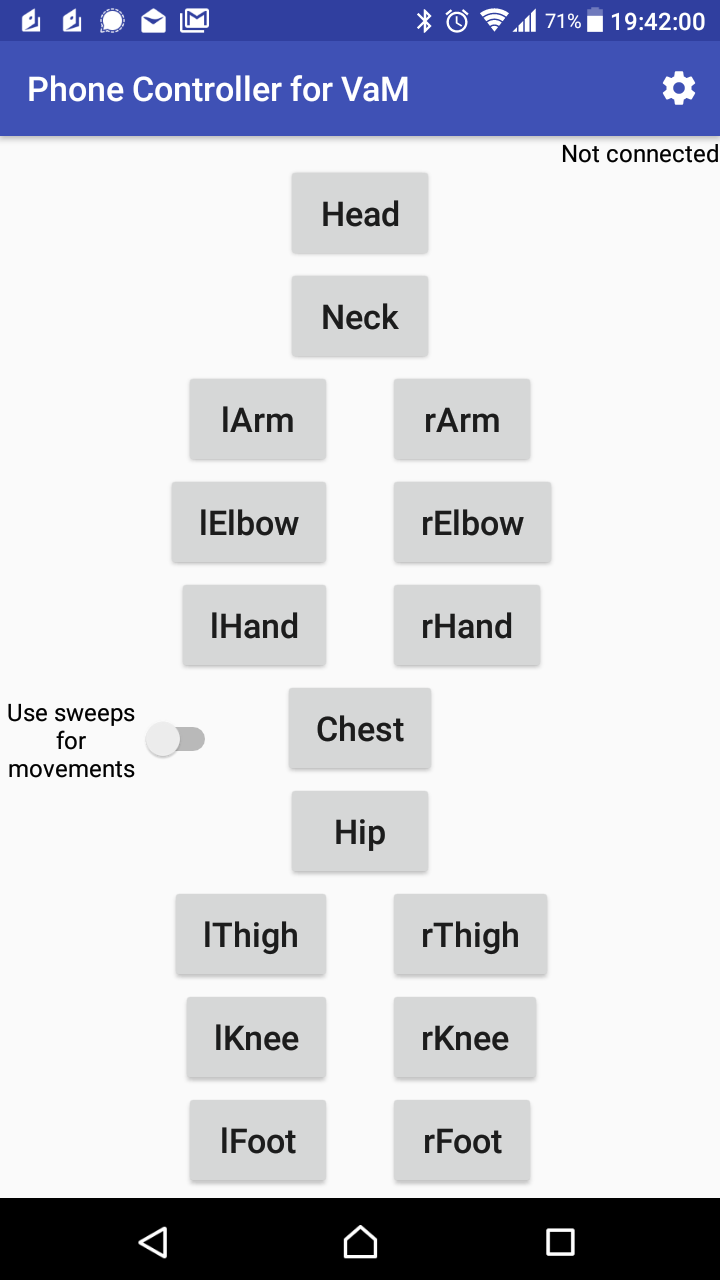 71% 19:42:00
Phone Controller for VaM
Not connected
Head
Neck
lArm rArm
lElbow rElbow
lHand rHand
Use sweeps
for
movements
Chest
Hip
lThigh rThigh
lKnee rKnee
lFoot rFoot